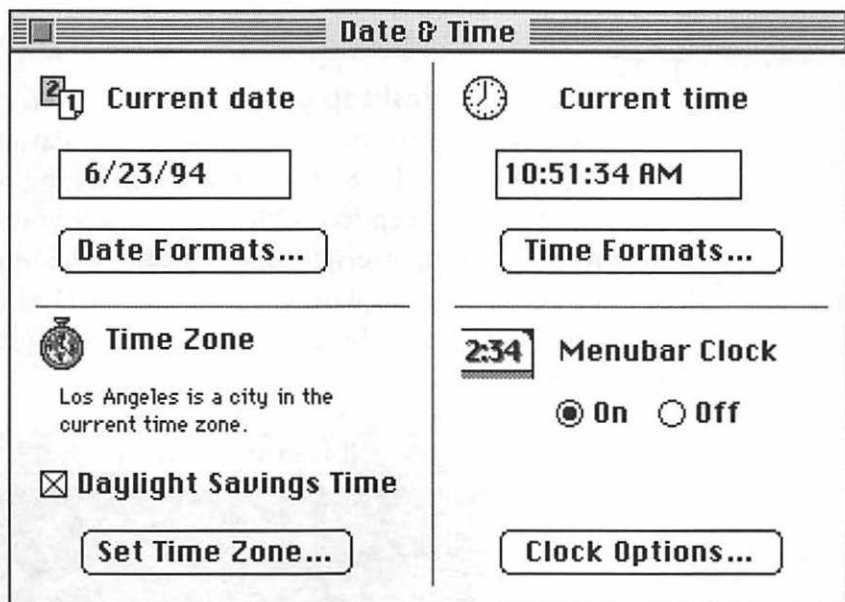 Date & Time
2 1 Current date
6/23/94
Date Formats...
Current time
10:51:34 AM
Time Formats...
Time Zone
Los Angeles is a city in the
current time zone.
Daylight Savings Time
Set Time Zone...
2:34 Menubar Clock
On Off
Clock Options...